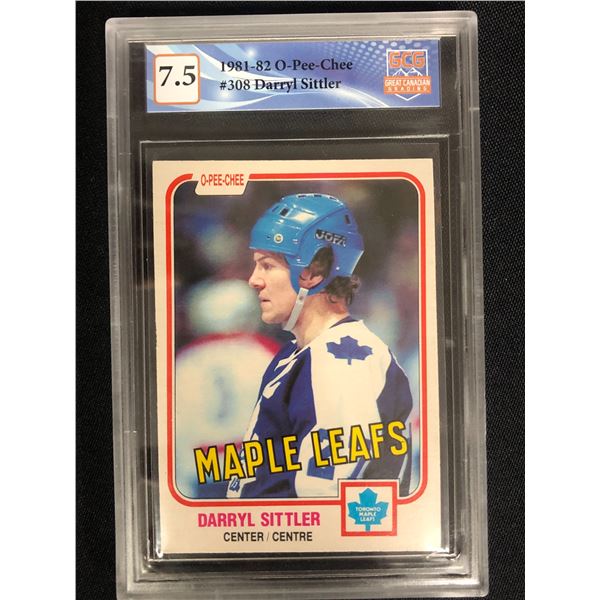 7.5
1981-82 O-Pee-Chee
#308 Darryl Sittler
GCG
GREAT CANADIAN
GRADING
O-PEE-CHEE
JOFA
MAPLE LEAFS
DARRYL SITTLER
CENTER / CENTRE
TORONTO
MAPLE
LEAFS